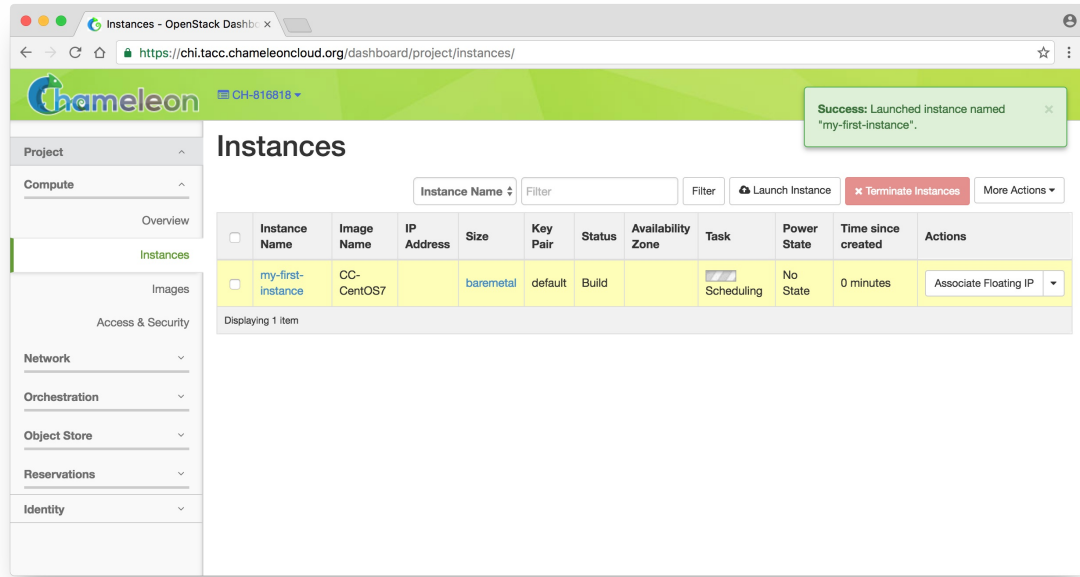 Instances - OpenStack Dashbo
https://chi.tacc.chameleoncloud.org/dashboard/project/instances/
Chameleon
CH-816818
Success: Launched instance named
"my-first-instance".
Project
Compute
Overview
Instances
Images
Access & Security
Network
Orchestration
Object Store
Reservations
Identity
Instances
Instance Name
Filter
Filter
Launch Instance
Terminate Instances
More Actions
Instance
Name
Image
Name
IP
Address
Size
Key
Pair
Status
Availability
Zone
Task
Power
State
Time since
created
Actions
my-first-
instance
CC-
CentOS7
baremetal
default
Build
Scheduling
No
State
0 minutes
Associate Floating IP
Displaying 1 item